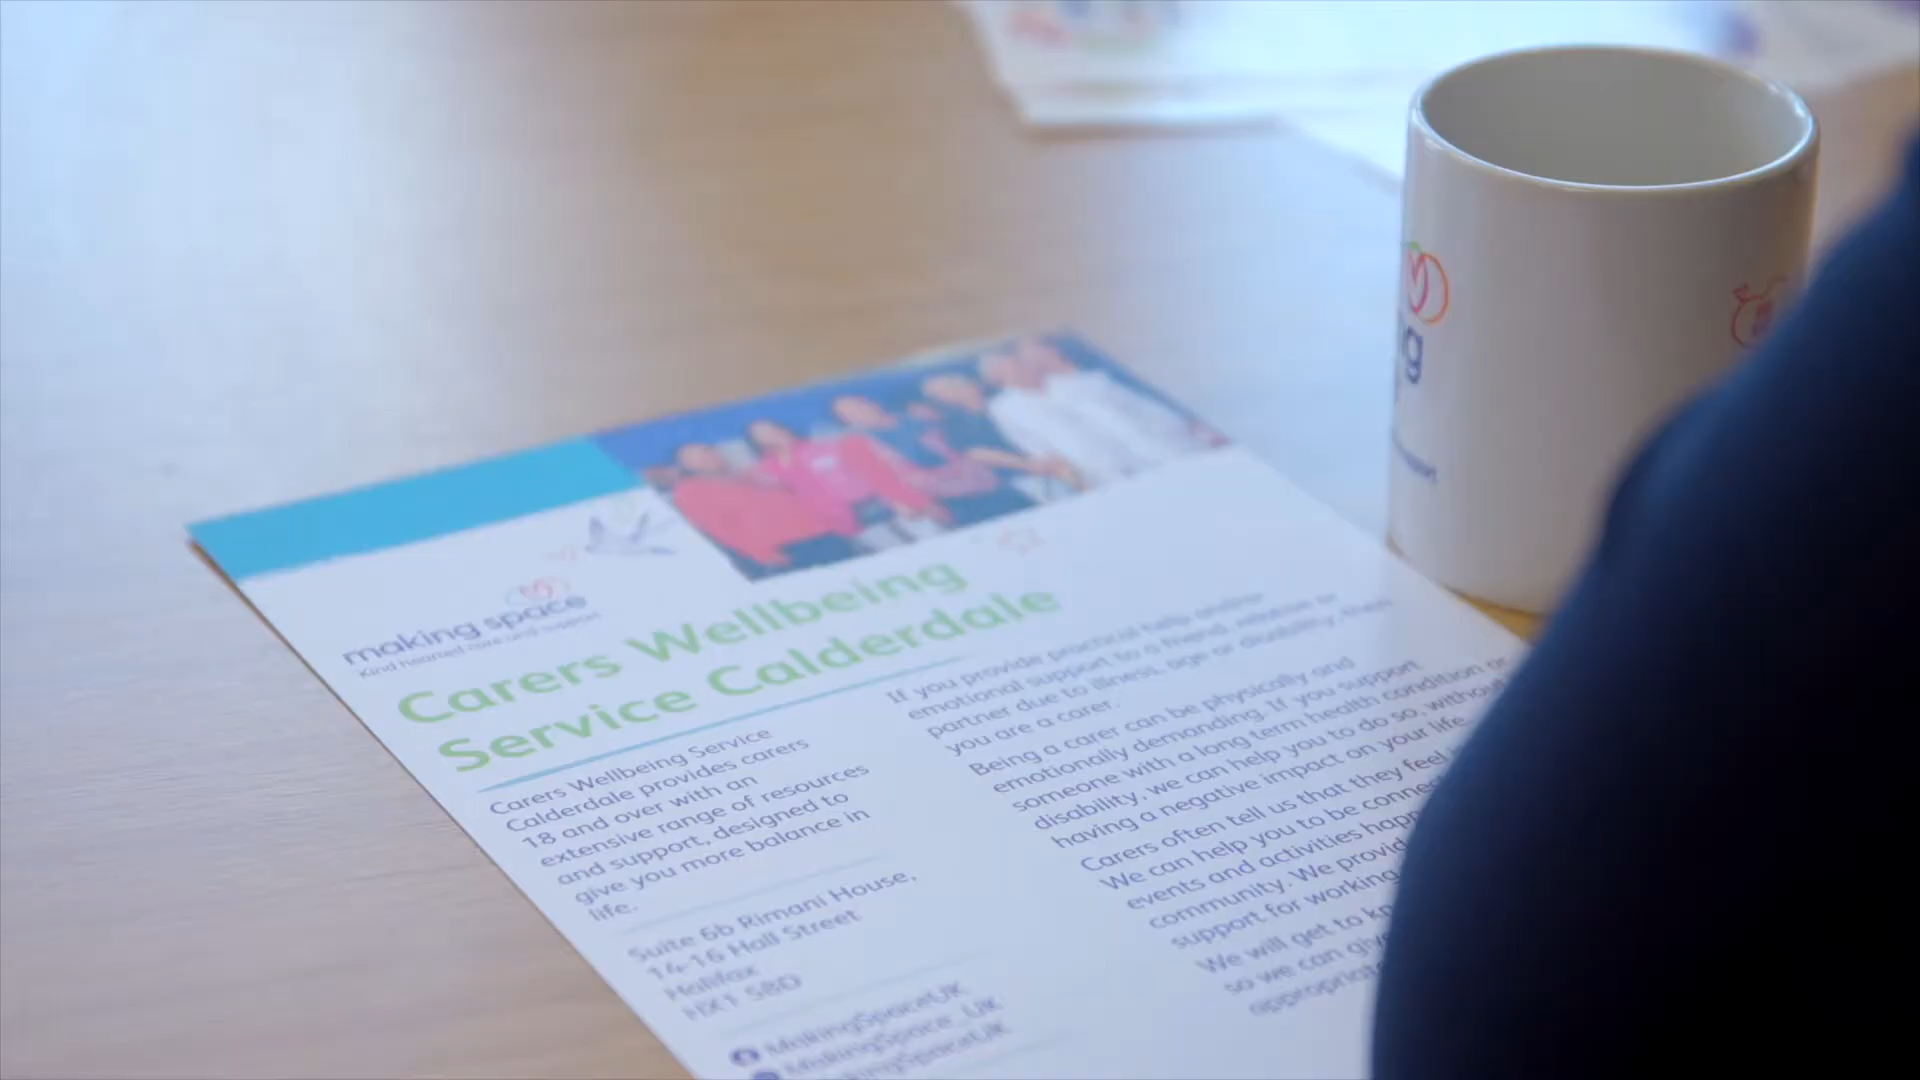 making space
Kind hearted care and support
Carers Wellbeing
Service Calderdale
Carers Wellbeing Service
Calderdale provides carers
18 and over with an
extensive range of resources
and support, designed to
give you more balance in
life.
Suite 6b Rimani House,
14-16 Hall Street
Halifax
HX1 5BD
MakingSpaceUK
MakingSpace_UK
If you provide practical help and/or
emotional support to a friend, relative or
partner due to illness, age or disability, then
you are a carer.
Being a carer can be physically and
emotionally demanding. If you support
someone with a long term health condition or
disability, we can help you to do so, without
having a negative impact on your life.
Carers often tell us that they feel
We can help you to be
events and activities
community. We
support for working
We will get to
so we can